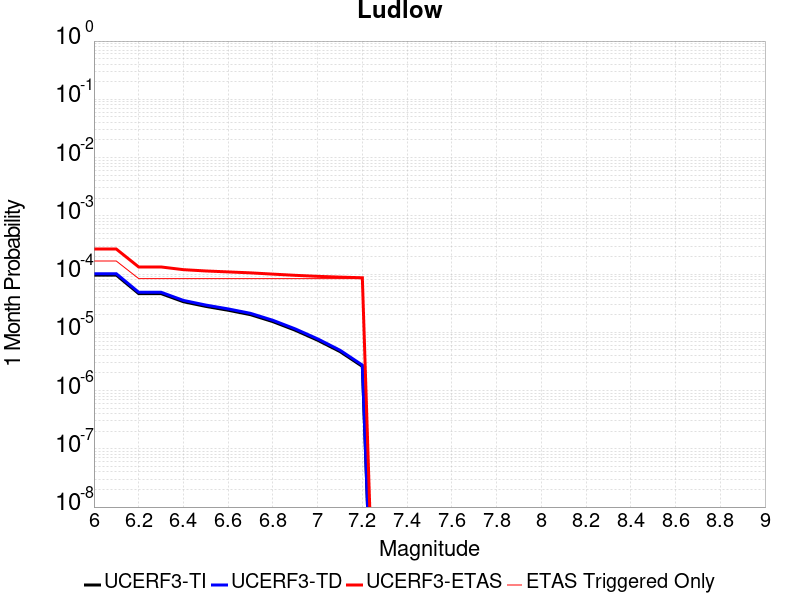 Ludlow
10^0
10^-1
10^-2
10^-3
10^-4
10^-5
10^-6
10^-7
10^-8
1 Month Probability
6 6.2 6.4 6.6 6.8 7 7.2 7.4 7.6 7.8 8 8.2 8.4 8.6 8.8 9
Magnitude
UCERF3-TI UCERF3-TD UCERF3-ETAS ETAS Triggered Only